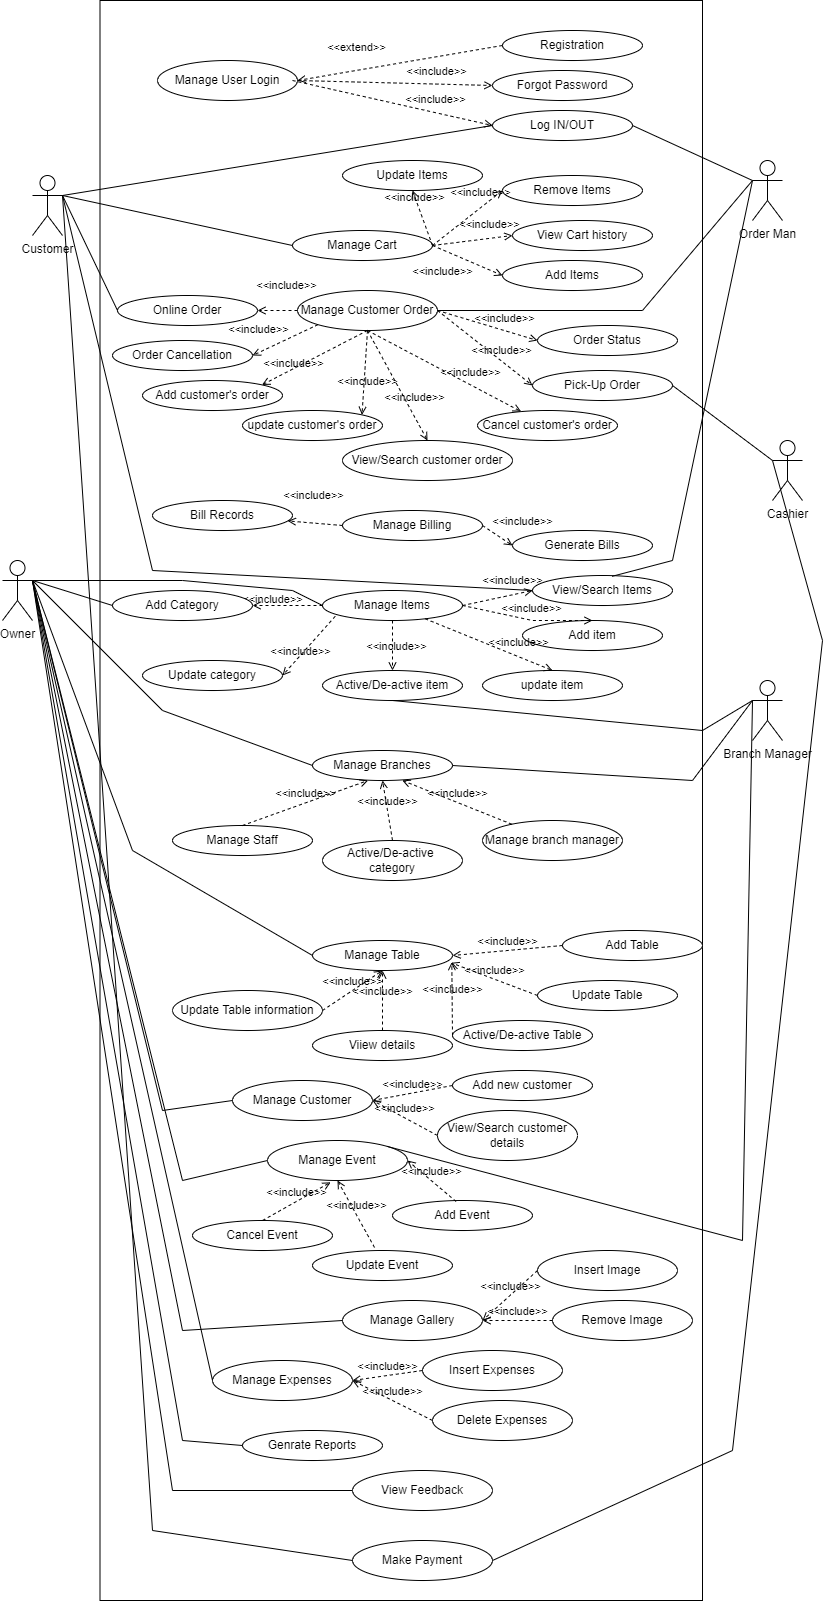 Registration
<<extend>>
Manage User Login
<<include>>
Forgot Password
<<include>>
Log IN/OUT
Update Items
<<include>>
<<include>>
Remove Items
Customer
Order Man
Manage Cart
<<include>>
View Cart history
<<include>>
Add Items
<<include>>
Online Order
Manage Customer Order
<<include>>
<<include>>
Order Status
Order Cancellation
<<include>>
<<include>>
<<include>>
<<include>>
Pick-Up Order
Add customer's order
<<include>>
update customer's order
Cancel customer's order
View/Search customer order
<<include>>
Bill Records
Manage Billing
<<include>>
Generate Bills
Cashier
Owner
<<include>>
View/Search Items
Add Category
<<include>>
Manage Items
<<include>>
Add item
<<include>>
<<include>>
<<include>>
Update category
Active/De-active item
update item
Branch Manager
Manage Branches
<<include>>
<<include>>
<<include>>
Manage Staff
Active/De-active
category
Manage branch manager
Manage Table
<<include>>
Add Table
<<include>>
<<include>>
<<include>>
<<include>>
Update Table
Update Table information
Viiew details
Active/De-active Table
Manage Customer
<<include>>
Add new customer
<<include>>
View/Search customer
details
Manage Event
<<include>>
<<include>>
<<include>>
Cancel Event
Add Event
Update Event
Insert Image
<<include>>
Manage Gallery
<<include>>
Remove Image
Manage Expenses
<<include>>
Insert Expenses
<<include>>
Delete Expenses
Genrate Reports
View Feedback
Make Payment